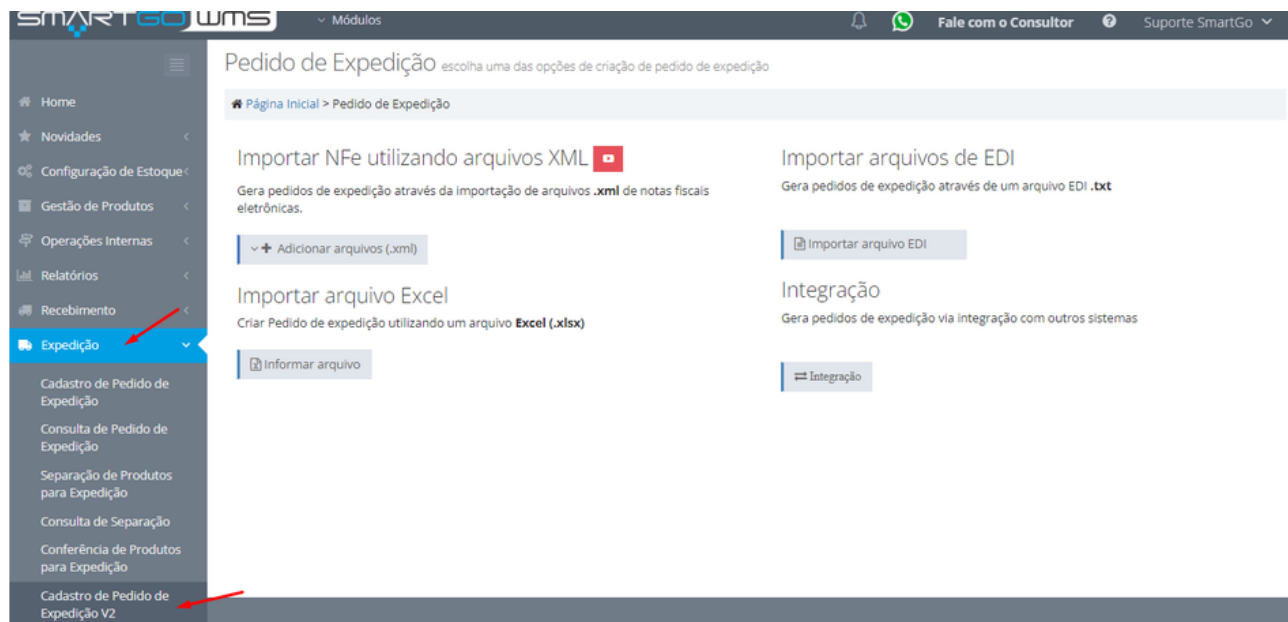 SMARTGO WMS
Módulos
Fale com o Consultor
Suporte SmartGo
Home
Novidades
Configuração de Estoque
Gestão de Produtos
Operações Internas
Relatórios
Recebimento
Expedição
Cadastro de Pedido de
Expedição
Consulta de Pedido de
Expedição
Separação de Produtos
para Expedição
Consulta de Separação
Conferência de Produtos
para Expedição
Cadastro de Pedido de
Expedição V2
Pedido de Expedição escolha uma das opções de criação de pedido de expedição
Página Inicial > Pedido de Expedição
Importar NFe utilizando arquivos XML
Gera pedidos de expedição através da importação de arquivos .xml de notas fiscais
eletrônicas.
+ Adicionar arquivos (.xml)
Importar arquivo Excel
Criar Pedido de expedição utilizando um arquivo Excel (.xlsx)
Informar arquivo
Importar arquivos de EDI
Gera pedidos de expedição através de um arquivo EDI .txt
Importar arquivo EDI
Integração
Gera pedidos de expedição via integração com outros sistemas
Integração